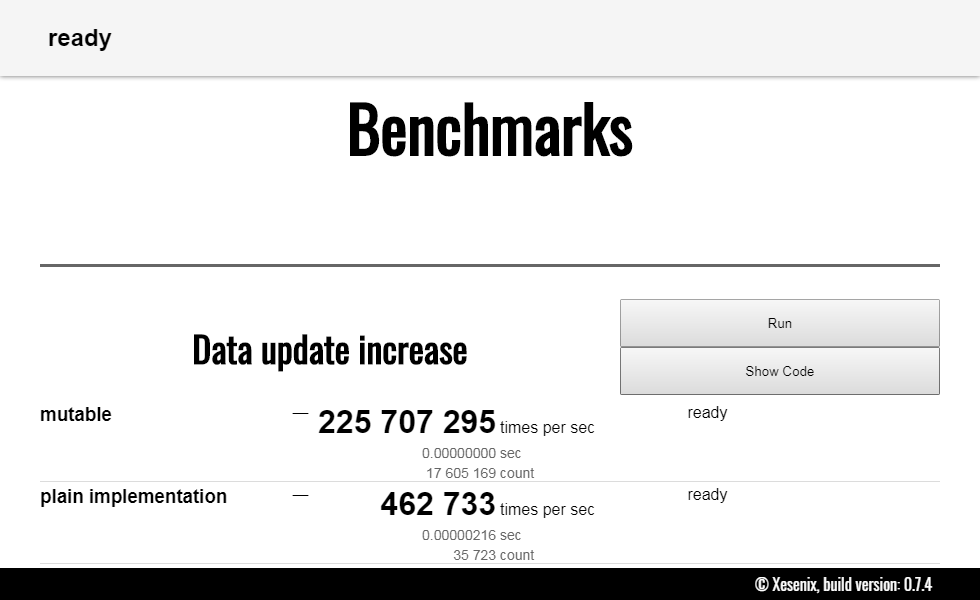 ready
Benchmarks
Run
Data update increase
Show Code
mutable — 225 707 295 times per sec ready
0.00000000 sec
17 605 169 count
plain implementation — 462 733 times per sec ready
0.00000216 sec
35 723 count
© Xesenix, build version: 0.7.4